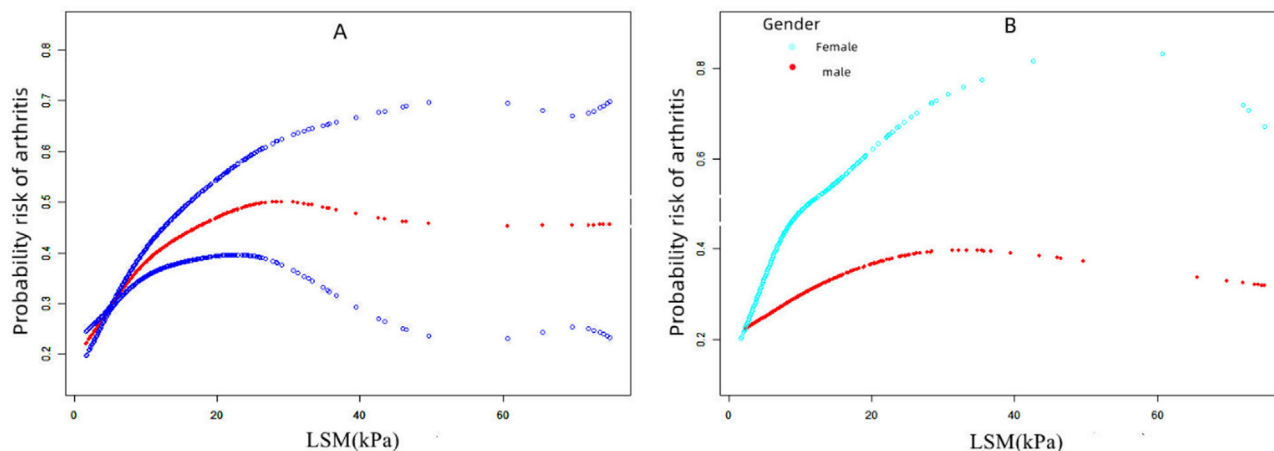 A
Probability risk of arthritis
0.8
0.7
0.6
0.5
0.4
0.3
0.2
0
20
40
60
LSM(kPa)
B
Gender
Female
male
Probability risk of arthritis
0.8
0.6
0.4
0.2
0
20
40
60
LSM(kPa)